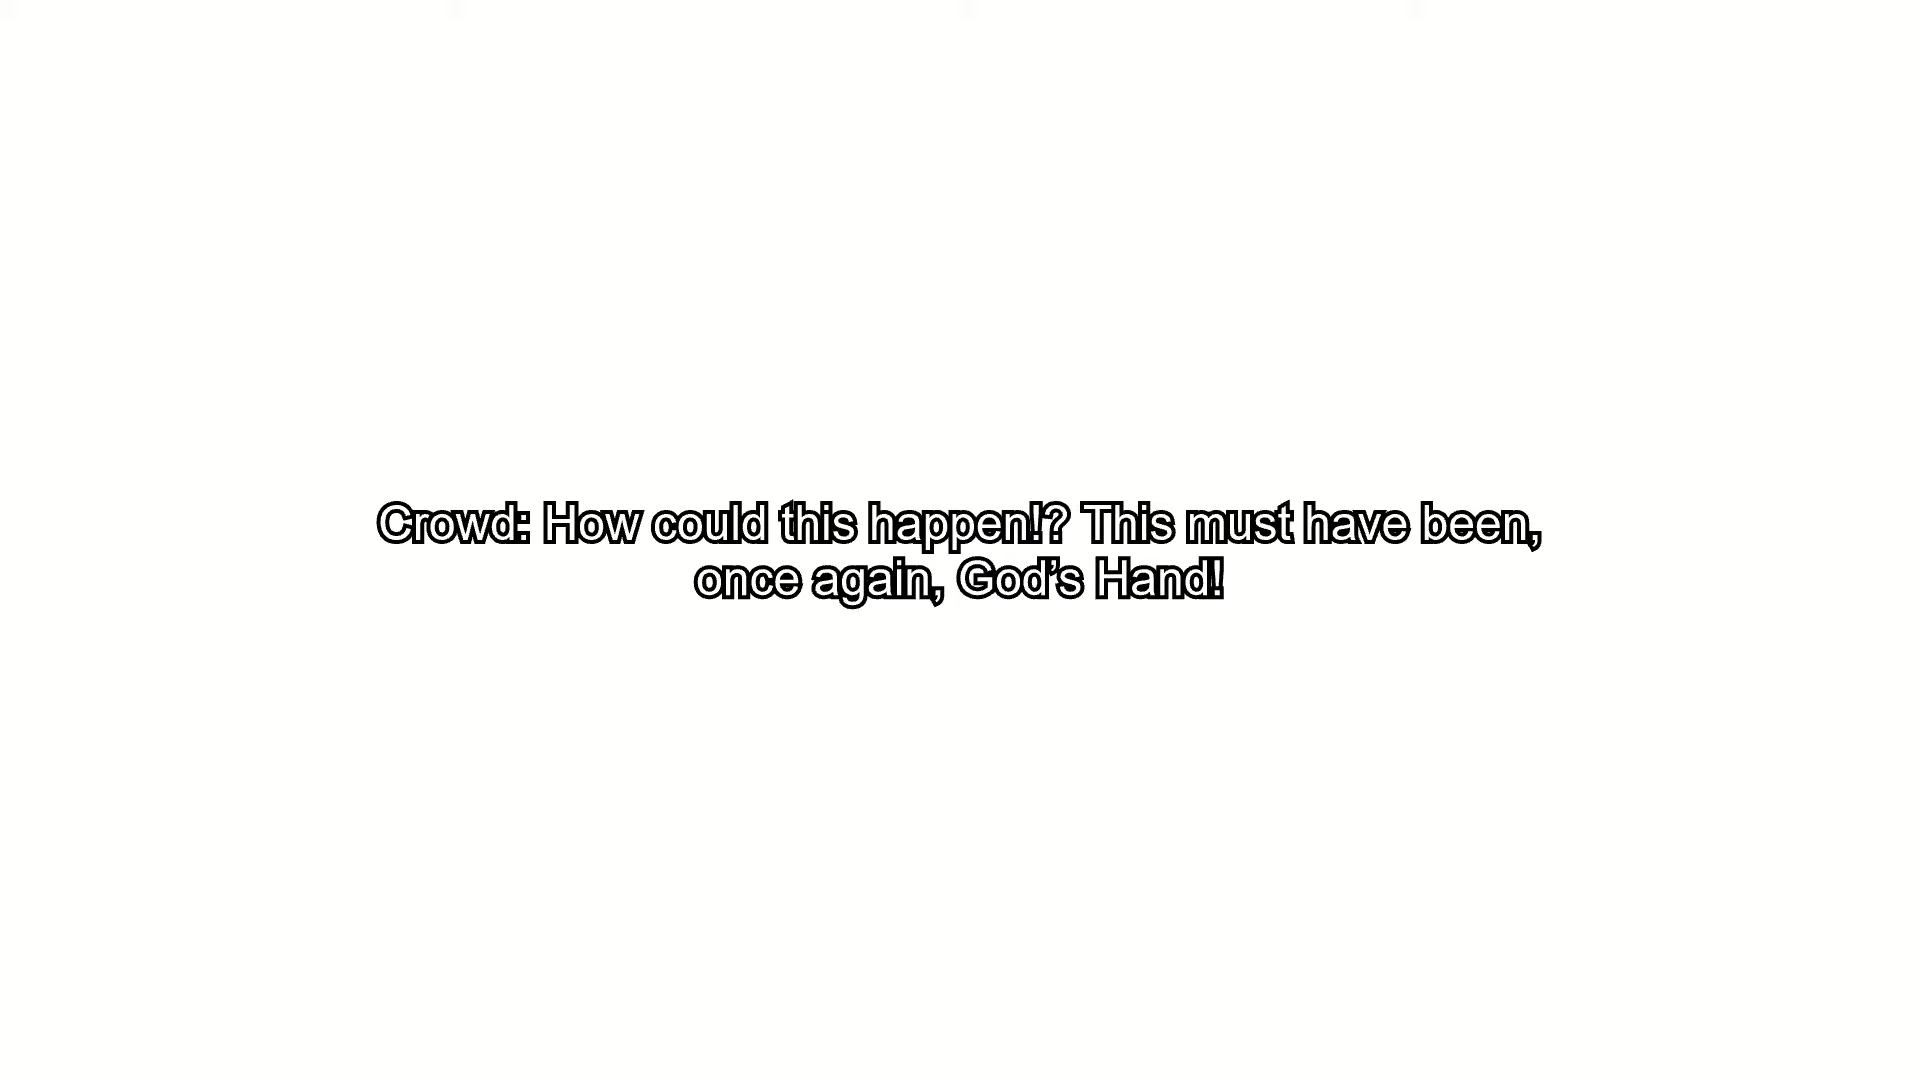 Crowd: How could this happen!? This must have been,
once again, God’s Hand!